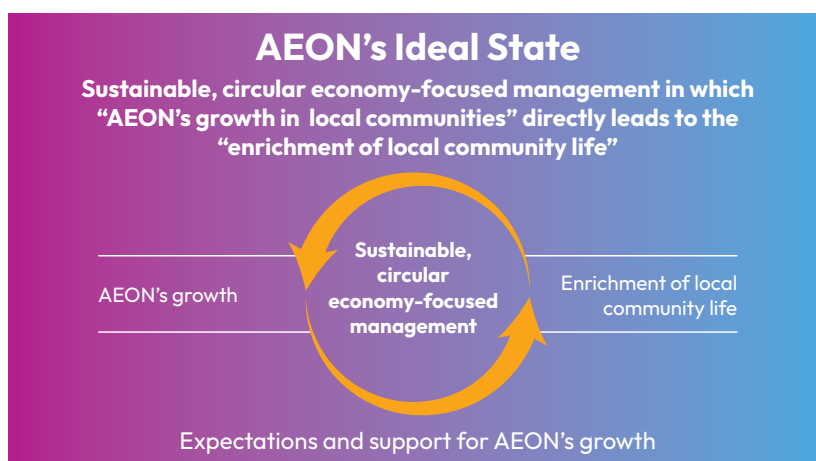 AEON’s Ideal State
Sustainable, circular economy-focused management in which
“AEON’s growth in local communities” directly leads to the
“enrichment of local community life”
AEON’s growth
Sustainable,
circular
economy-focused
management
Enrichment of local
community life
Expectations and support for AEON’s growth